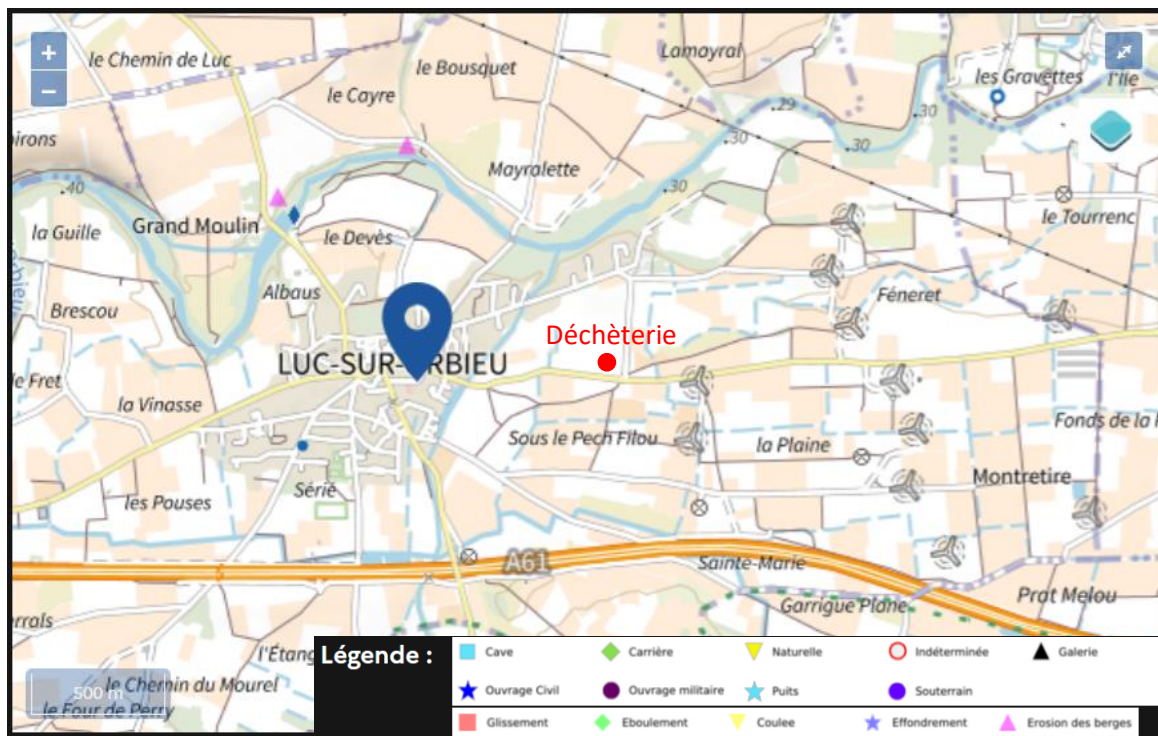 +
−
le Chemin de Luc
le Bousquet
Lamayral
les Gravettes
l'Ile
le Cayre
.29
.30
.30
irons
Mayralette
.40
.30
la Guille
Grand Moulin
le Devès
le Tourrenc
Albaus
Féneret
Brescou
Déchèterie
LUC-SUR-ORBIEU
le Fret
la Vinasse
Fonds de la
Sous le Pech Filou
la Plaine
les Pouses
Sérié
Montretire
A61
Sainte-Marie
Garrigue Plane
Prat Melou
rrals
l'Étang
500 m
le Chemin du Mourel
le Four de Perry
Légende :
Cave
Carrière
Naturelle
Indéterminée
Galerie
Ouvrage Civil
Ouvrage militaire
Puits
Souterrain
Glissement
Eboulement
Coulee
Effondrement
Erosion des berges